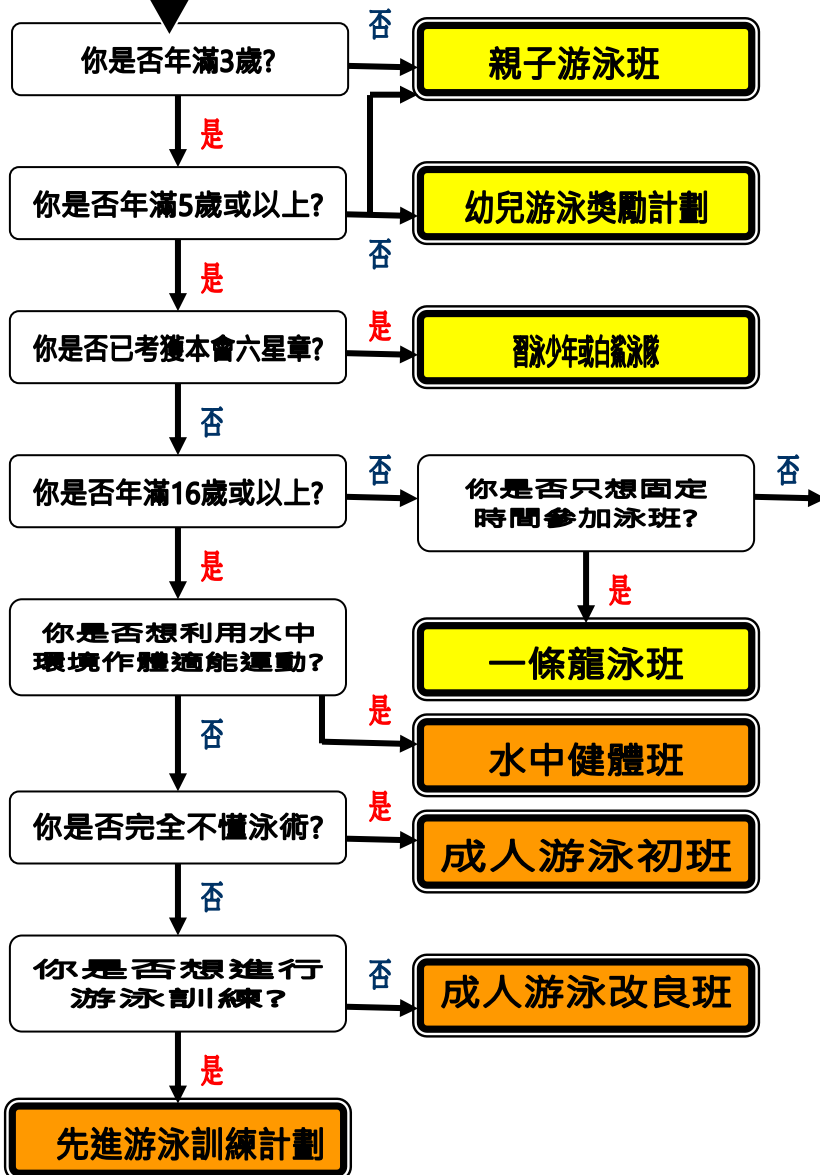 否
你是否年滿3歲?
親子游泳班
是
你是否年滿5歲或以上?
幼兒游泳獎勵計劃
否
是
你是否已考獲本會六星章?
是
習泳少年或白鯊泳隊
否
你是否年滿16歲或以上?
否
你是否只想固定
時間參加泳班?
否
是
是
你是否想利用水中
環境作體適能運動?
一條龍泳班
是
否
水中健體班
是
你是否完全不懂泳術?
成人游泳初班
否
你是否想進行
游泳訓練?
否
成人游泳改良班
是
先進游泳訓練計劃